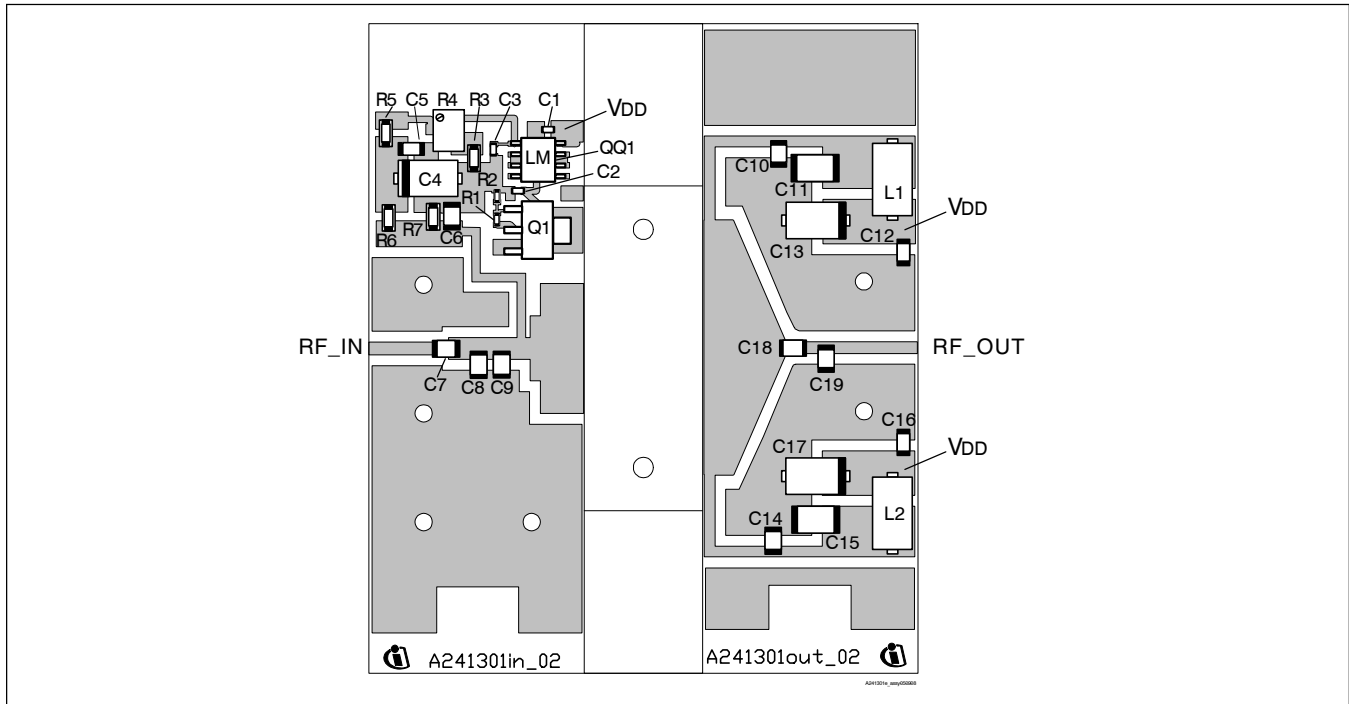 R5 C5 R4 R3 C3 C1 VDD
LM QQ1
C4 R2 C2
R1
Q1
R6 R7 C6
RF_IN
C7 C8 C9
A241301in_02
C10 C11 L1
VDD
C13 C12
C18 RF_OUT
C19
C16
C17
VDD
L2
C14 C15
A241301out_02